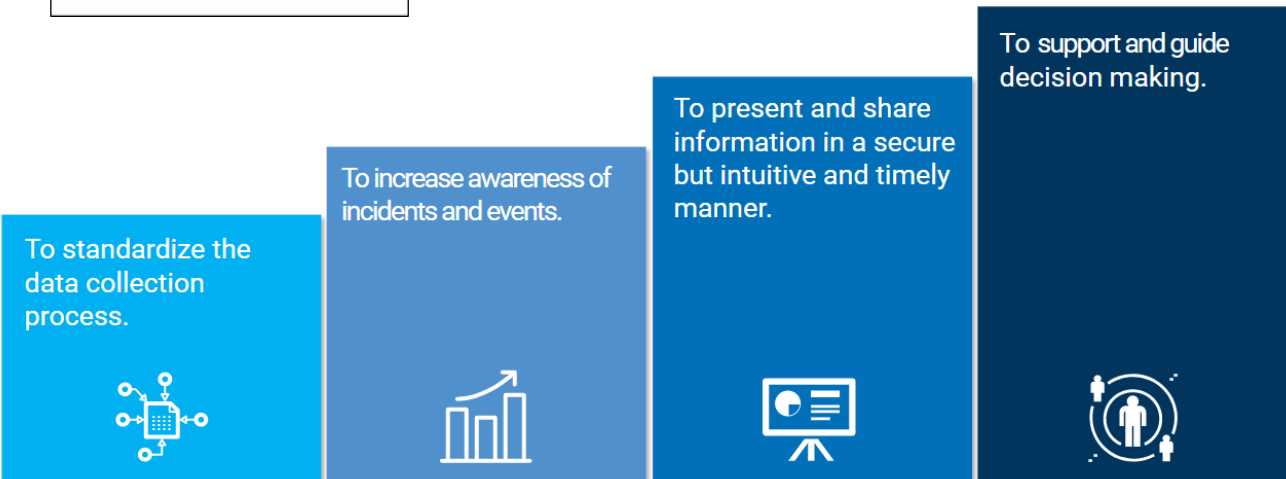 To standardize the
data collection
process.
To increase awareness of
incidents and events.
To present and share
information in a secure
but intuitive and timely
manner.
To support and guide
decision making.